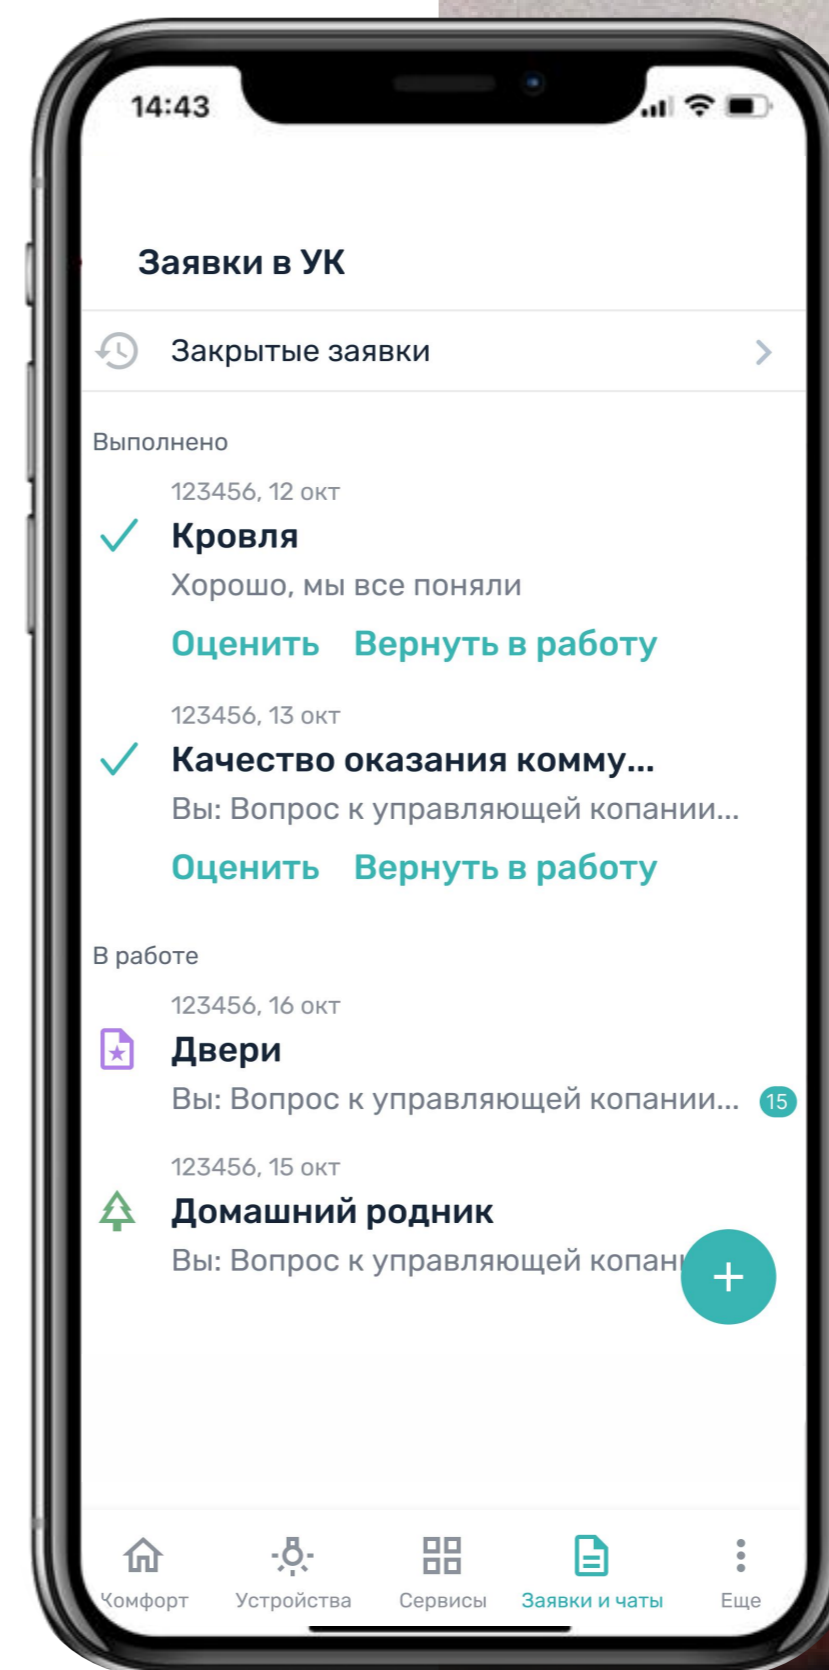 14:43
Заявки в УК
Закрытые заявки
Выполнено
123456, 12 окт
Кровля
Хорошо, мы все поняли
Оценить Вернуть в работу
123456, 13 окт
Качество оказания комму...
Вы: Вопрос к управляющей копании...
Оценить Вернуть в работу
В работе
123456, 16 окт
Двери
Вы: Вопрос к управляющей копании... 15
123456, 15 окт
Домашний родник
Вы: Вопрос к управляющей
Комфорт Устройства Сервисы Заявки и чаты Еще